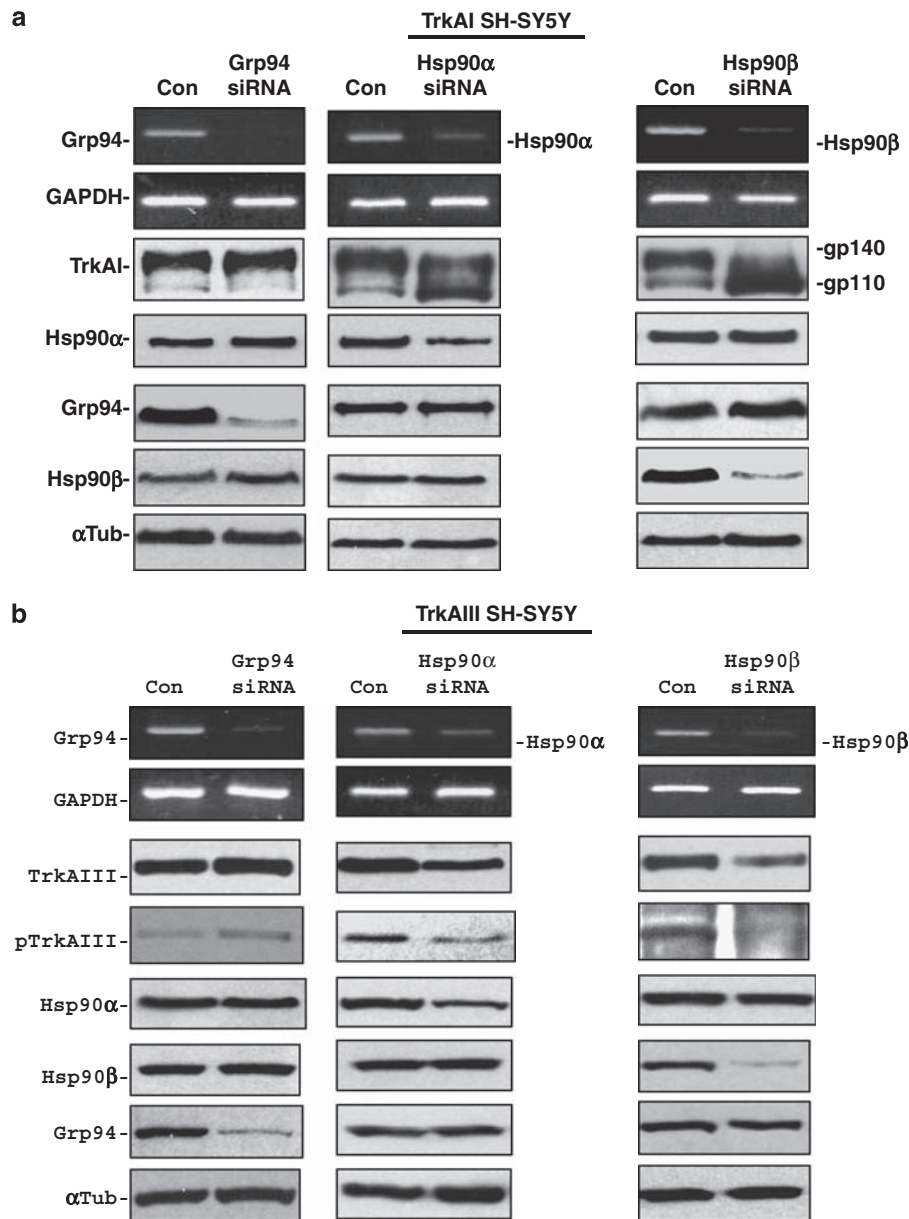 a
TrkAI SH-SY5Y
Con Grp94 siRNA Con Hsp90α siRNA Con Hsp90β siRNA
Grp94- -Hsp90α -Hsp90β
GAPDH-
TrkAI- -gp140
-gp110
Hsp90α-
Grp94-
Hsp90β-
αTub-
b
TrkAIII SH-SY5Y
Con Grp94 siRNA Con Hsp90α siRNA Con Hsp90β siRNA
Grp94- -Hsp90α -Hsp90β
GAPDH-
TrkAIII-
pTrkAIII-
Hsp90α-
Hsp90β-
Grp94-
αTub-